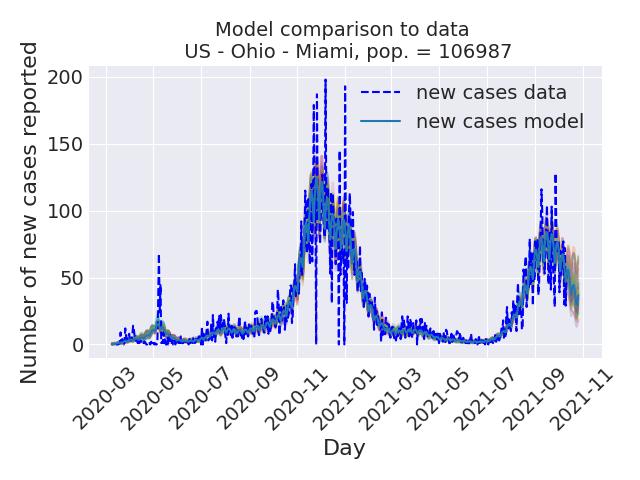 Model comparison to data
US - Ohio - Miami, pop. = 106987
Number of new cases reported
200
150
100
50
0
new cases data
new cases model
2020-03
2020-05
2020-07
2020-09
2020-11
2021-01
2021-03
2021-05
2021-07
2021-09
2021-11
Day